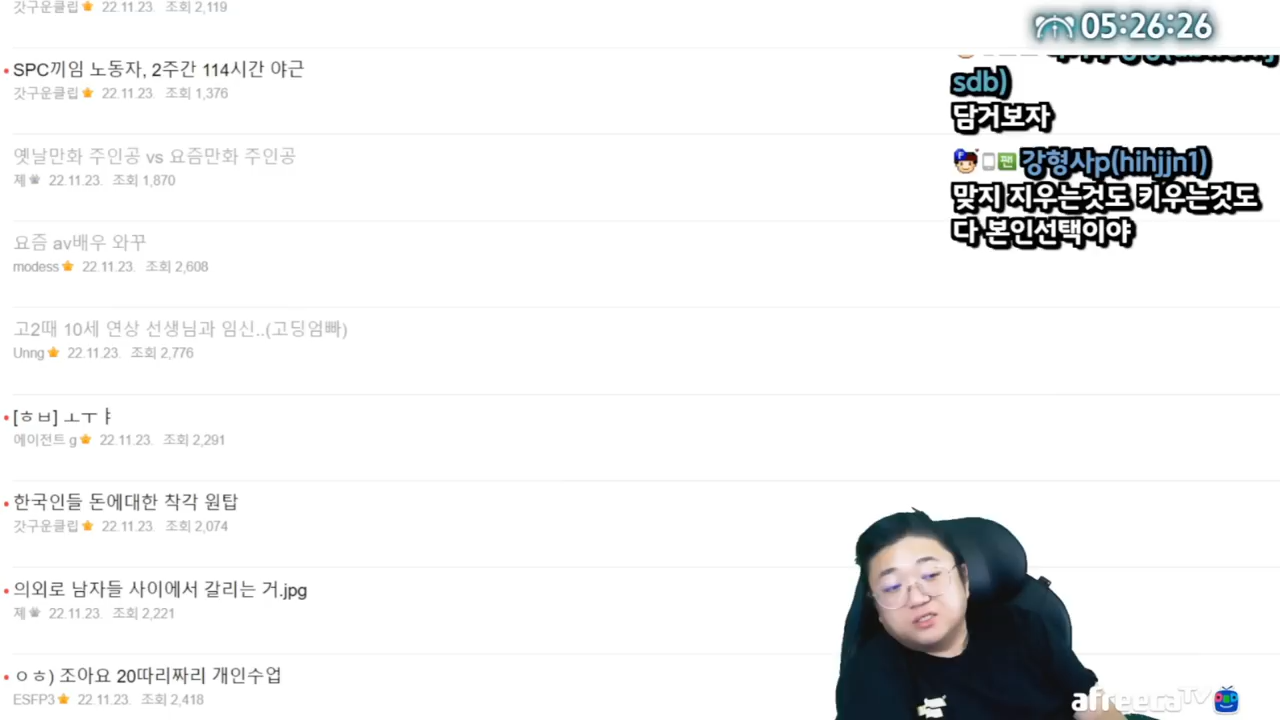 갓구운클립 22.11.23. 조회 2,119
05:26:26
SPC끼임 노동자, 2주간 114시간 야근
갓구운클립 22.11.23. 조회 1,376
sdb)
담거보자
옛날만화 주인공 vs 요즘만화 주인공
제 22.11.23. 조회 1,870
팬 강형사p(hihjjn1)
맞지 지우는것도 키우는것도
다 본인선택이야
요즘 av배우 와꾸
modess 22.11.23. 조회 2,608
고2때 10세 연상 선생님과 임신..(고딩엄빠)
Unng 22.11.23. 조회 2,776
[ㅎㅂ] ㅗㅜㅑ
에이전트 g 22.11.23. 조회 2,291
한국인들 돈에대한 착각 원탑
갓구운클립 22.11.23. 조회 2,074
의외로 남자들 사이에서 갈리는 거.jpg
제 22.11.23. 조회 2,221
ㅇㅎ) 조아요 20따리짜리 개인수업
ESFP3 22.11.23. 조회 2,418
afreecaTV